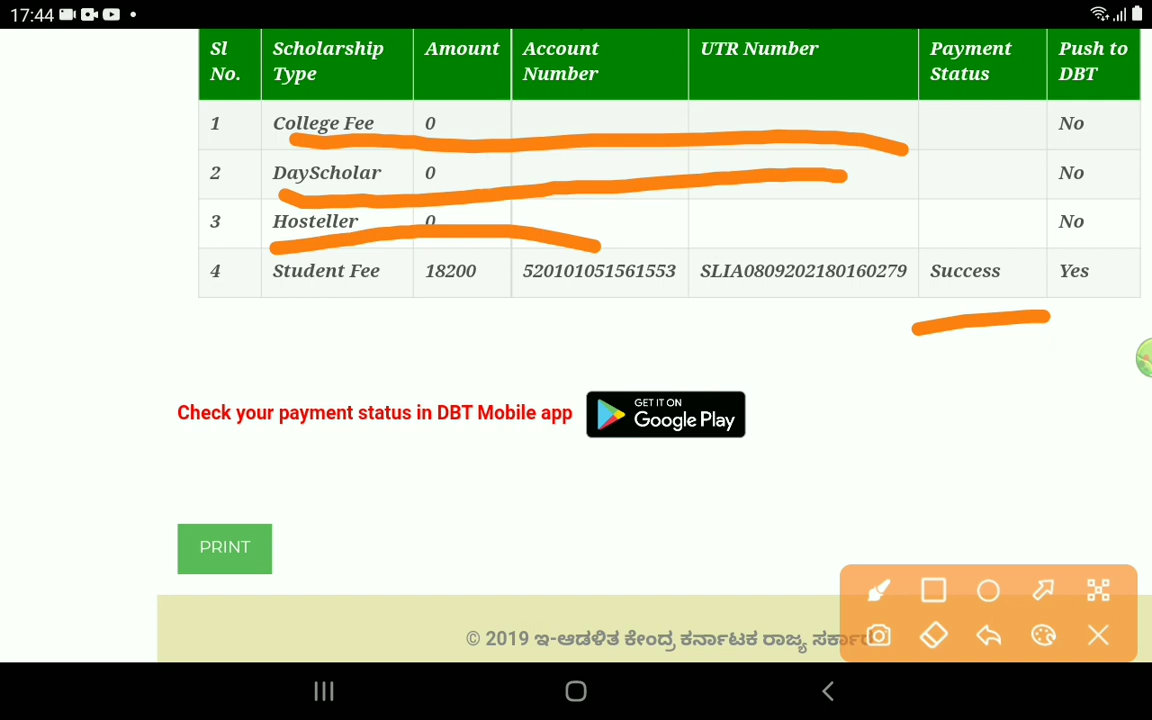 17:44
Sl No. Scholarship Type Amount Account Number UTR Number Payment Status Push to DBT
1 College Fee 0 No
2 DayScholar 0 No
3 Hosteller 0 No
4 Student Fee 18200 520101051561553 SLIA0809202180160279 Success Yes
Check your payment status in DBT Mobile app GET IT ON Google Play
PRINT
© 2019 ಇ-ಆಡಳಿತ ಕೇಂದ್ರ ಕರ್ನಾಟಕ ರಾಜ್ಯ